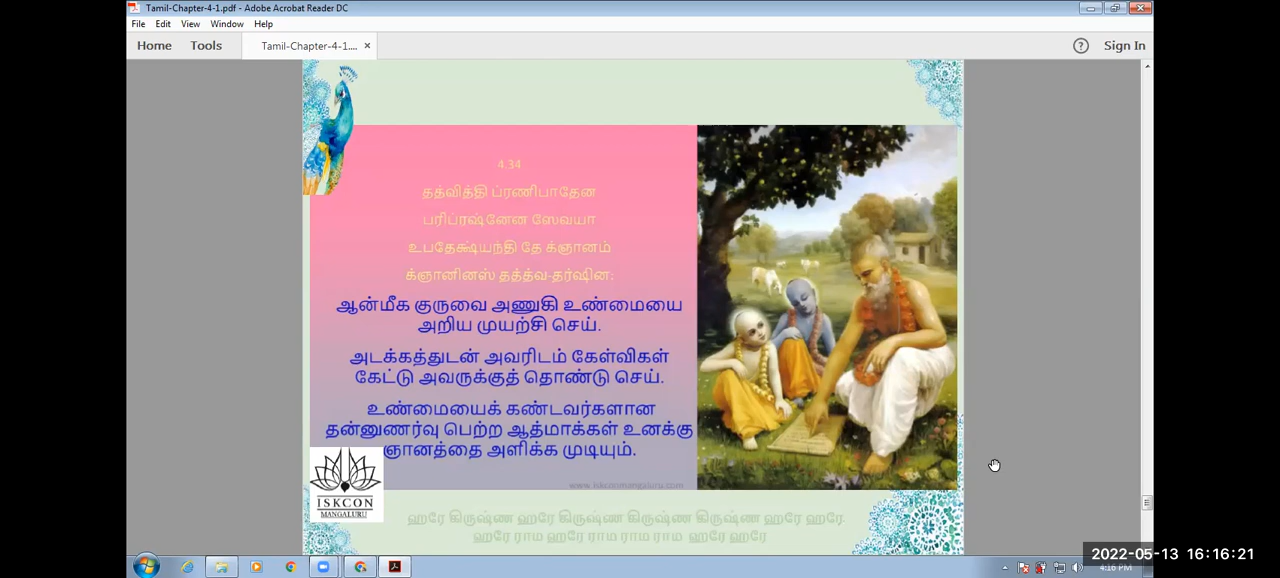 Tamil-Chapter-4-1.pdf - Adobe Acrobat Reader DC
File Edit View Window Help
Home Tools Tamil-Chapter-4-1.... × ? Sign In
4.34
தத்வித்தி ப்ரணிபாதேன
பரிப்ரஷ்னேன ஸேவயா
உபதேக்ஷ்யந்தி தே க்ஞானம்
க்ஞானினஸ் தத்த்வ-தர்ஷின:
ஆன்மீக குருவை அணுகி உண்மையை
அறிய முயற்சி செய்.
அடக்கத்துடன் அவரிடம் கேள்விகள்
கேட்டு அவருக்குத் தொண்டு செய்.
உண்மையைக் கண்டவர்களான
தன்னுணர்வு பெற்ற ஆத்மாக்கள் உனக்கு
ஞானத்தை அளிக்க முடியும்.
www.iskconmangaluru.com
ISKCON
MANGALURU
ஹரே கிருஷ்ண ஹரே கிருஷ்ண கிருஷ்ண கிருஷ்ண ஹரே ஹரே
ஹரே ராம ஹரே ராம ராம ராம ஹரே ஹரே
2022-05-13 16:16:21
4:16 PM